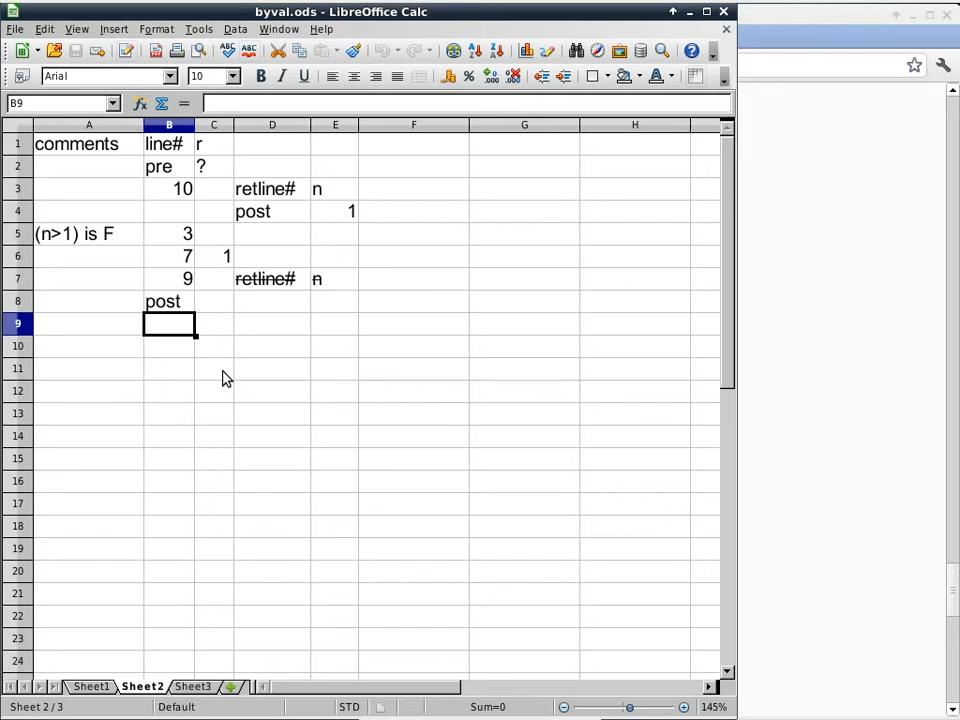 byval.ods - LibreOffice Calc
File Edit View Insert Format Tools Data Window Help
Arial 10
B9
A B C D E F G H
1 comments line# r
2 pre ?
3 10 retline# n
4 post 1
5 (n>1) is F 3
6 7 1
7 9 retline# n
8 post
9
10
11
12
13
14
15
16
17
18
19
20
21
22
23
24
Sheet1 Sheet2 Sheet3
Sheet 2 / 3 Default STD Sum=0 145%